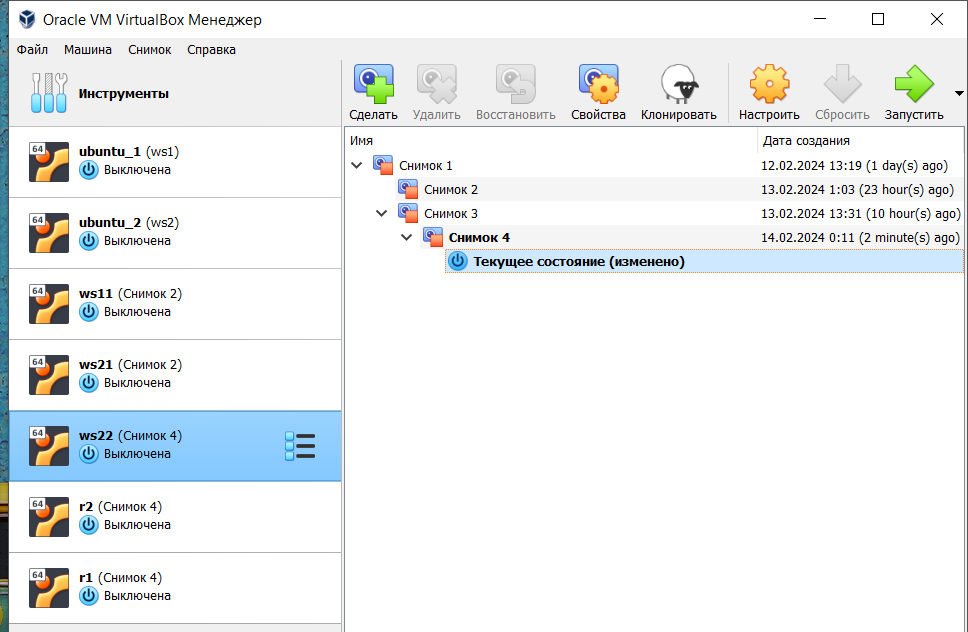 Oracle VM VirtualBox Менеджер
Файл Машина Снимок Справка
Инструменты
Сделать Удалить Восстановить Свойства Клонировать Настроить Сбросить Запустить
64 ubuntu_1 (ws1)
Выключена
64 ubuntu_2 (ws2)
Выключена
64 ws11 (Снимок 2)
Выключена
64 ws21 (Снимок 2)
Выключена
64 ws22 (Снимок 4)
Выключена
64 r2 (Снимок 4)
Выключена
64 r1 (Снимок 4)
Выключена
Имя Дата создания
Снимок 1 12.02.2024 13:19 (1 day(s) ago)
Снимок 2 13.02.2024 1:03 (23 hour(s) ago)
Снимок 3 13.02.2024 13:31 (10 hour(s) ago)
Снимок 4 14.02.2024 0:11 (2 minute(s) ago)
Текущее состояние (изменено)